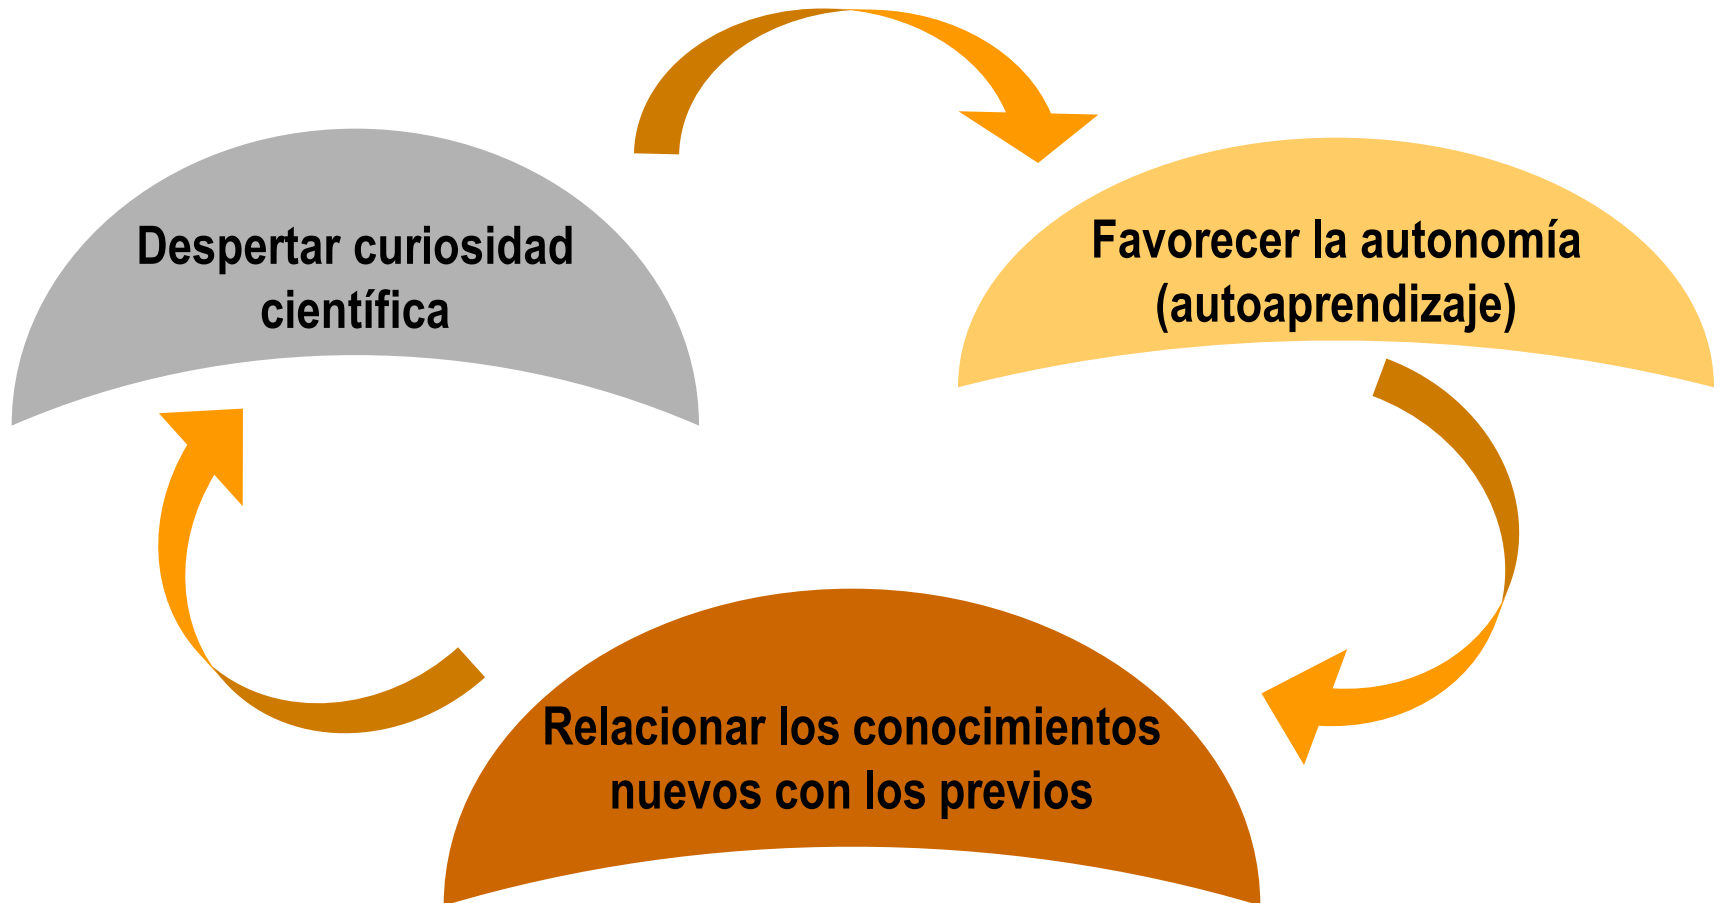 Despertar curiosidad
científica
Favorecer la autonomía
(autoaprendizaje)
Relacionar los conocimientos
nuevos con los previos